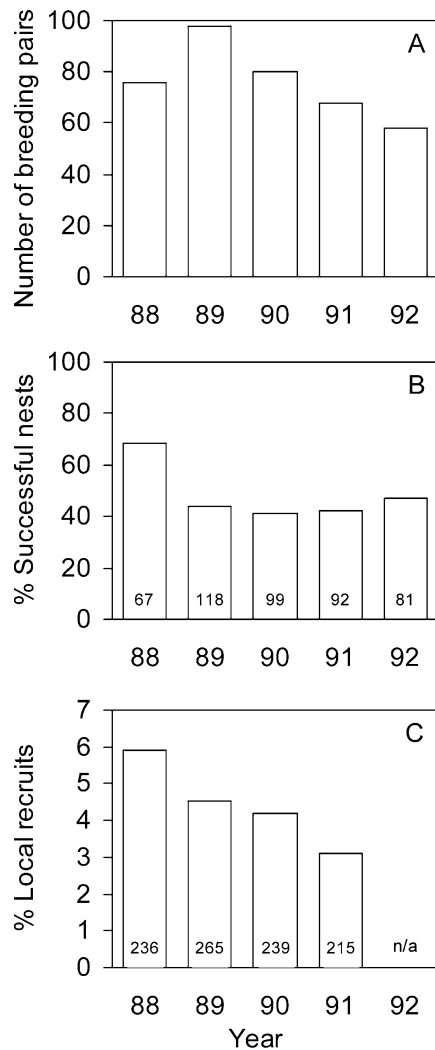 A
Number of breeding pairs
100
80
60
40
20
0
88 89 90 91 92
B
% Successful nests
100
80
60
40
20
0
67 118 99 92 81
88 89 90 91 92
C
% Local recruits
7
6
5
4
3
2
1
0
236 265 239 215 n/a
88 89 90 91 92
Year